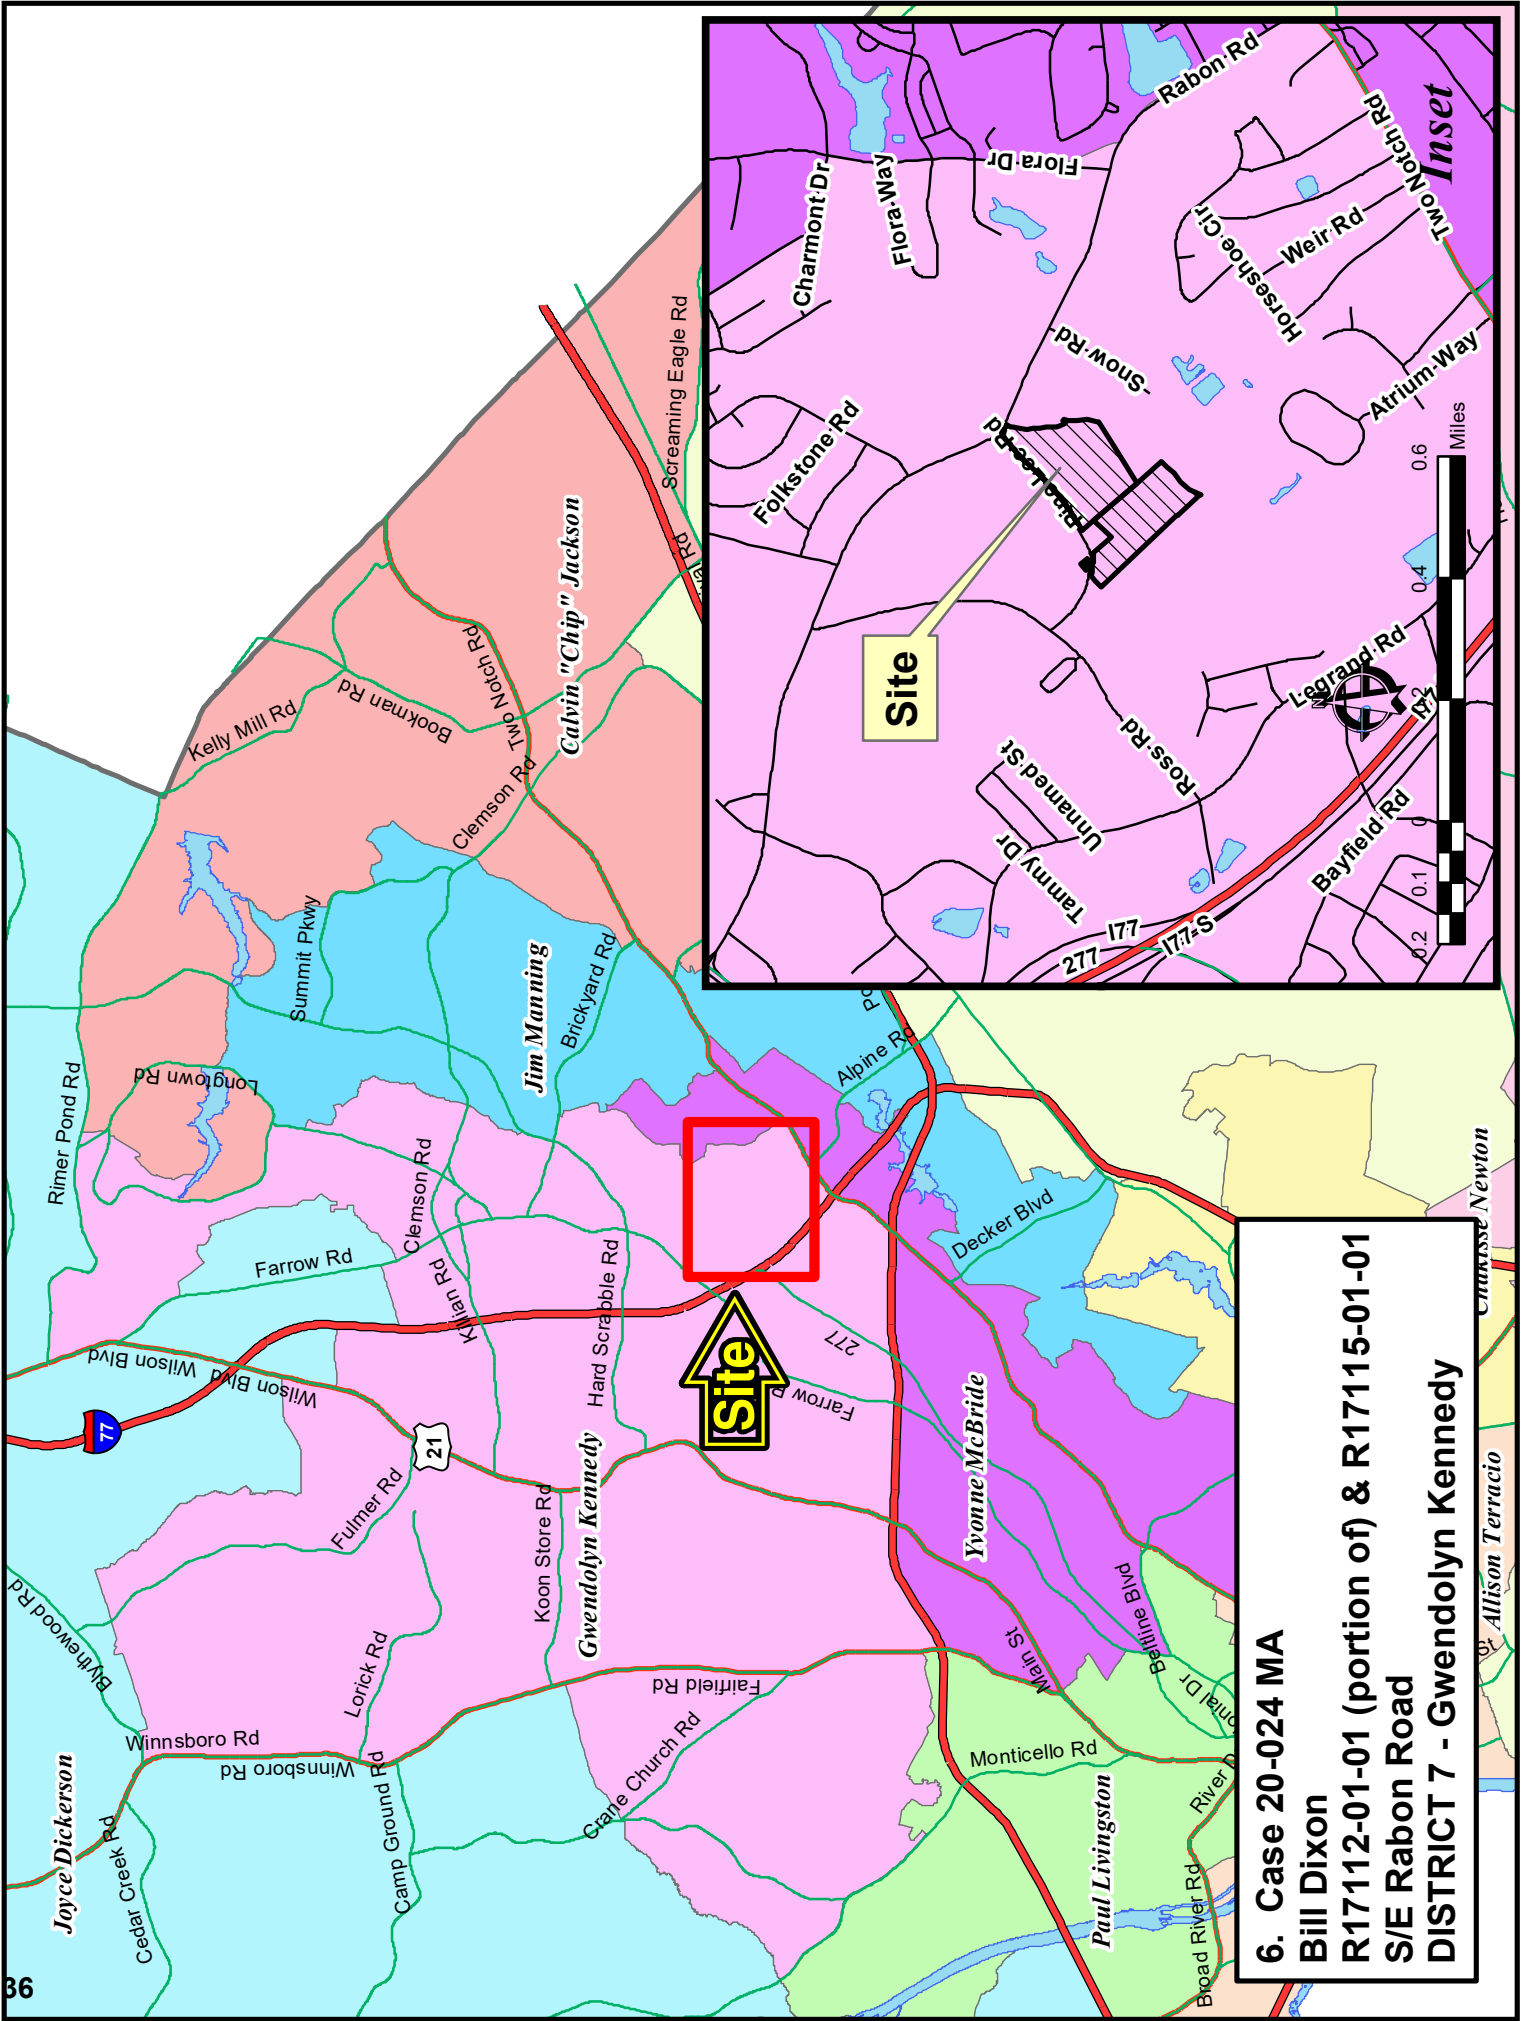 36
Joyce Dickerson
Cedar Creek Rd
Blythewood Rd
Winnsboro Rd
Winnsboro Rd
Camp Ground Rd
Lorick Rd
Fulmer Rd
Crane Church Rd
Fairfield Rd
Koon Store Rd
Gwendolyn Kennedy
77
21
Wilson Blvd
Wilson Blvd
Rimer Pond Rd
Longtown Rd
Farrow Rd
Clemson Rd
Killian Rd
Hard Scrabble Rd
Site
Farrow
277
Summit Pkwy
Jim Manning
Brickyard Rd
Kelly Mill Rd
Bookman Rd
Two Notch Rd
Clemson Rd
Calvin "Chip" Jackson
Screaming Eagle Rd
Rd
Alpine Rd
Po
Decker Blvd
Yvonne McBride
Main St
Beltline Blvd
Monticello Rd
River D
Paul Livingston
Broad River Rd
onial Dr
St
Allison Terracio
Chakisse Newton
Inset
Rabon Rd
Flora Dr
Flora Way
Charmont Dr
Folkstone Rd
Snow Rd
Horseshoe Cir
Weir Rd
Two Notch Rd
Atrium Way
Site
Ross Rd
Unnamed St
Tammy Dr
Legrand Rd
N
I77
277
I77 S
I77
Bayfield Rd
0.2 0.1 0 0.2 0.4 0.6
Miles
6. Case 20-024 MA
Bill Dixon
R17112-01-01 (portion of) & R17115-01-01
S/E Rabon Road
DISTRICT 7 - Gwendolyn Kennedy